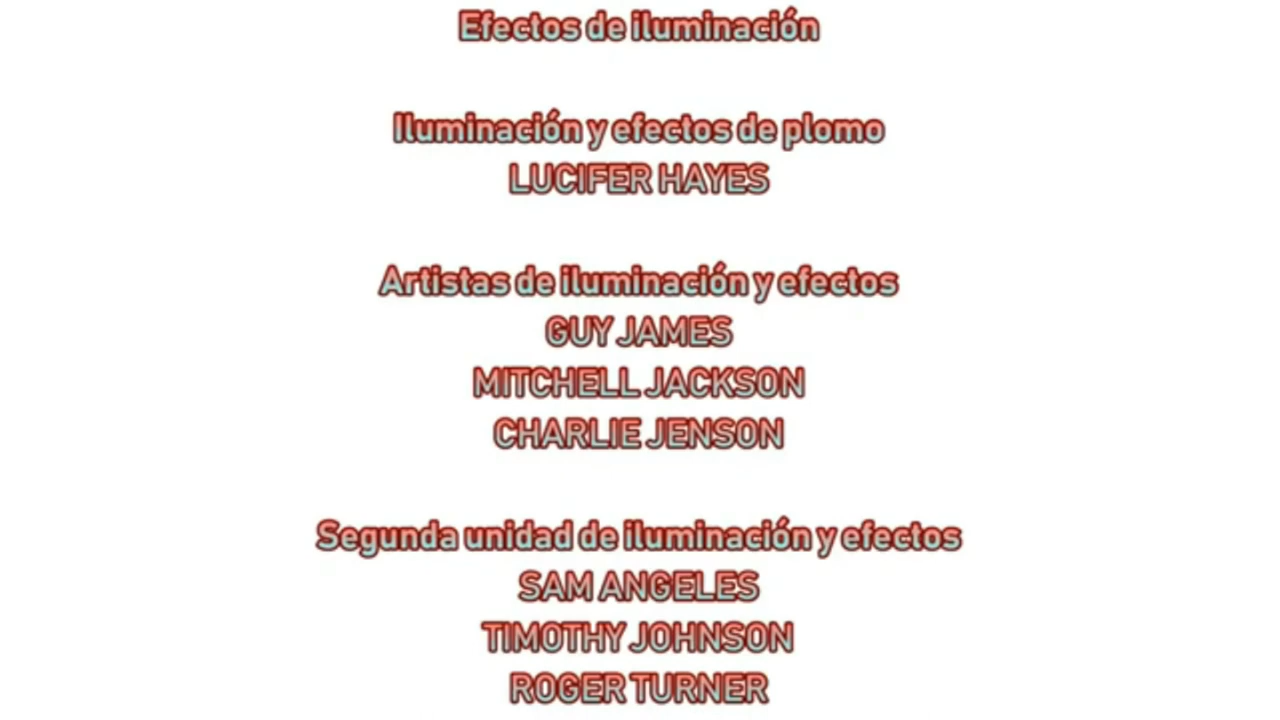 Efectos de iluminación
Iluminación y efectos de plomo
LUCIFER HAYES
Artistas de iluminación y efectos
GUY JAMES
MITCHELL JACKSON
CHARLIE JENSON
Segunda unidad de iluminación y efectos
SAM ANGELES
TIMOTHY JOHNSON
ROGER TURNER